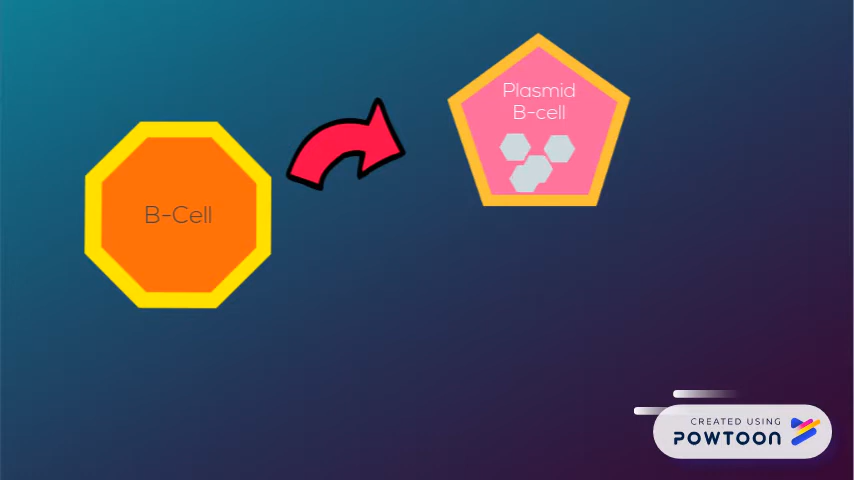 Plasmid
B-cell
B-Cell
CREATED USING
POWTOON